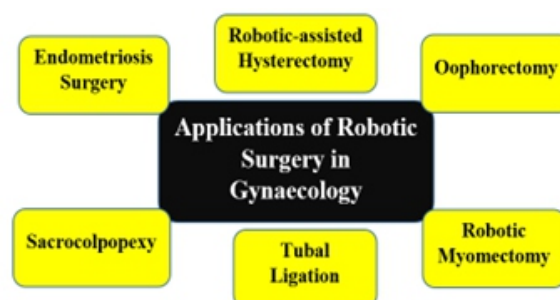 Robotic-assisted
Hysterectomy
Endometriosis
Surgery
Oophorectomy
Applications of Robotic
Surgery in
Gynaecology
Sacrocolpopexy
Tubal
Ligation
Robotic
Myomectomy